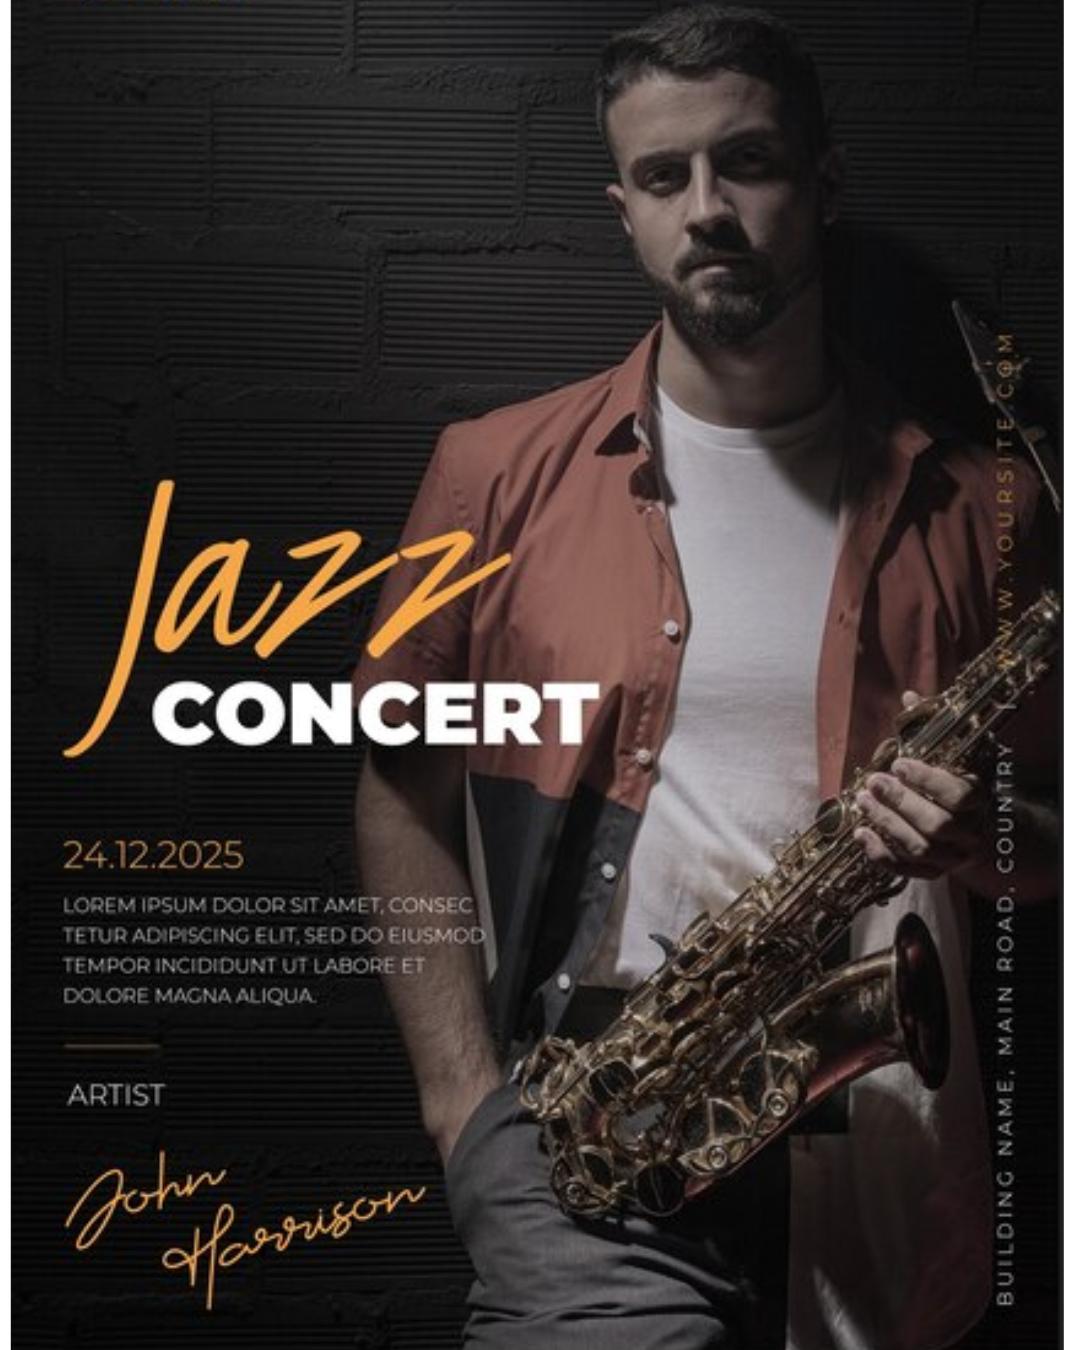 Jazz
CONCERT
24.12.2025
LOREM IPSUM DOLOR SIT AMET, CONSEC
TETUR ADIPISCING ELIT, SED DO EIUSMOD
TEMPOR INCIDIDUNT UT LABORE ET
DOLORE MAGNA ALIQUA.
ARTIST
John
Harrison
BUILDING NAME, MAIN ROAD, COUNTRY | WWW.YOURSITE.COM